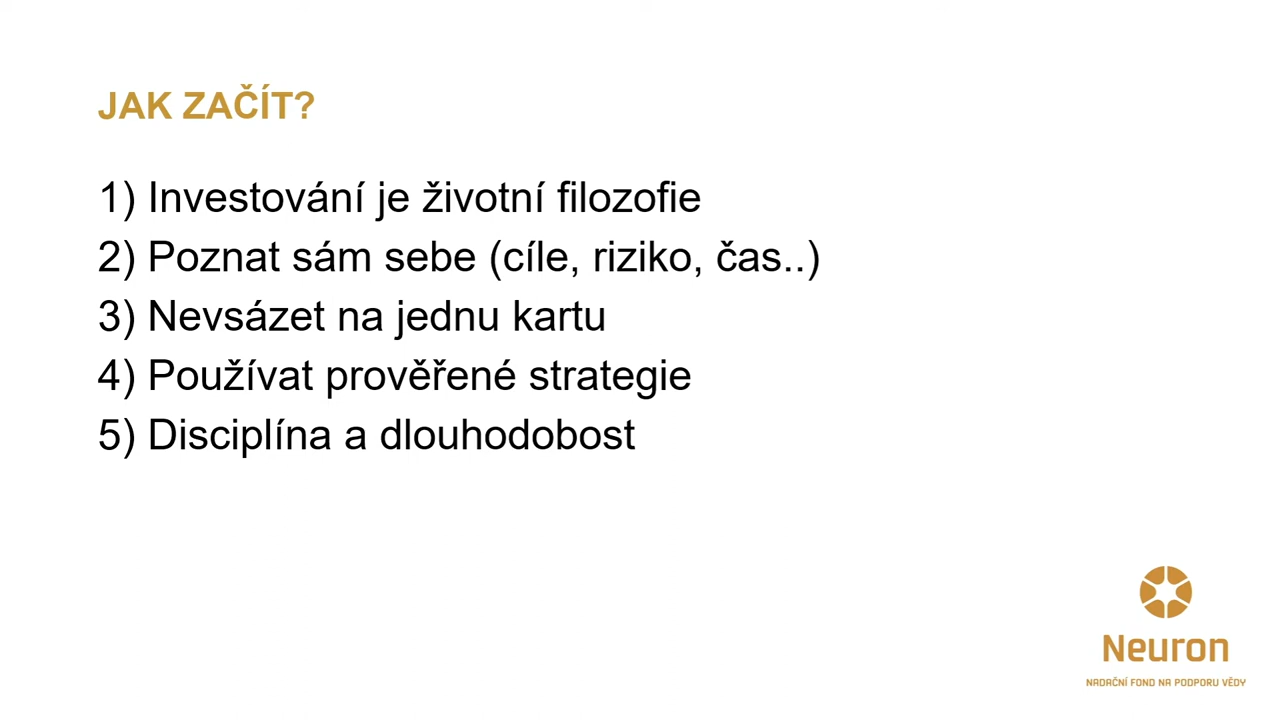 JAK ZAČÍT?
1) Investování je životní filozofie
2) Poznat sám sebe (cíle, riziko, čas..)
3) Nevsázet na jednu kartu
4) Používat prověřené strategie
5) Disciplína a dlouhodobost
Neuron
NADAČNÍ FOND NA PODPORU VĚDY